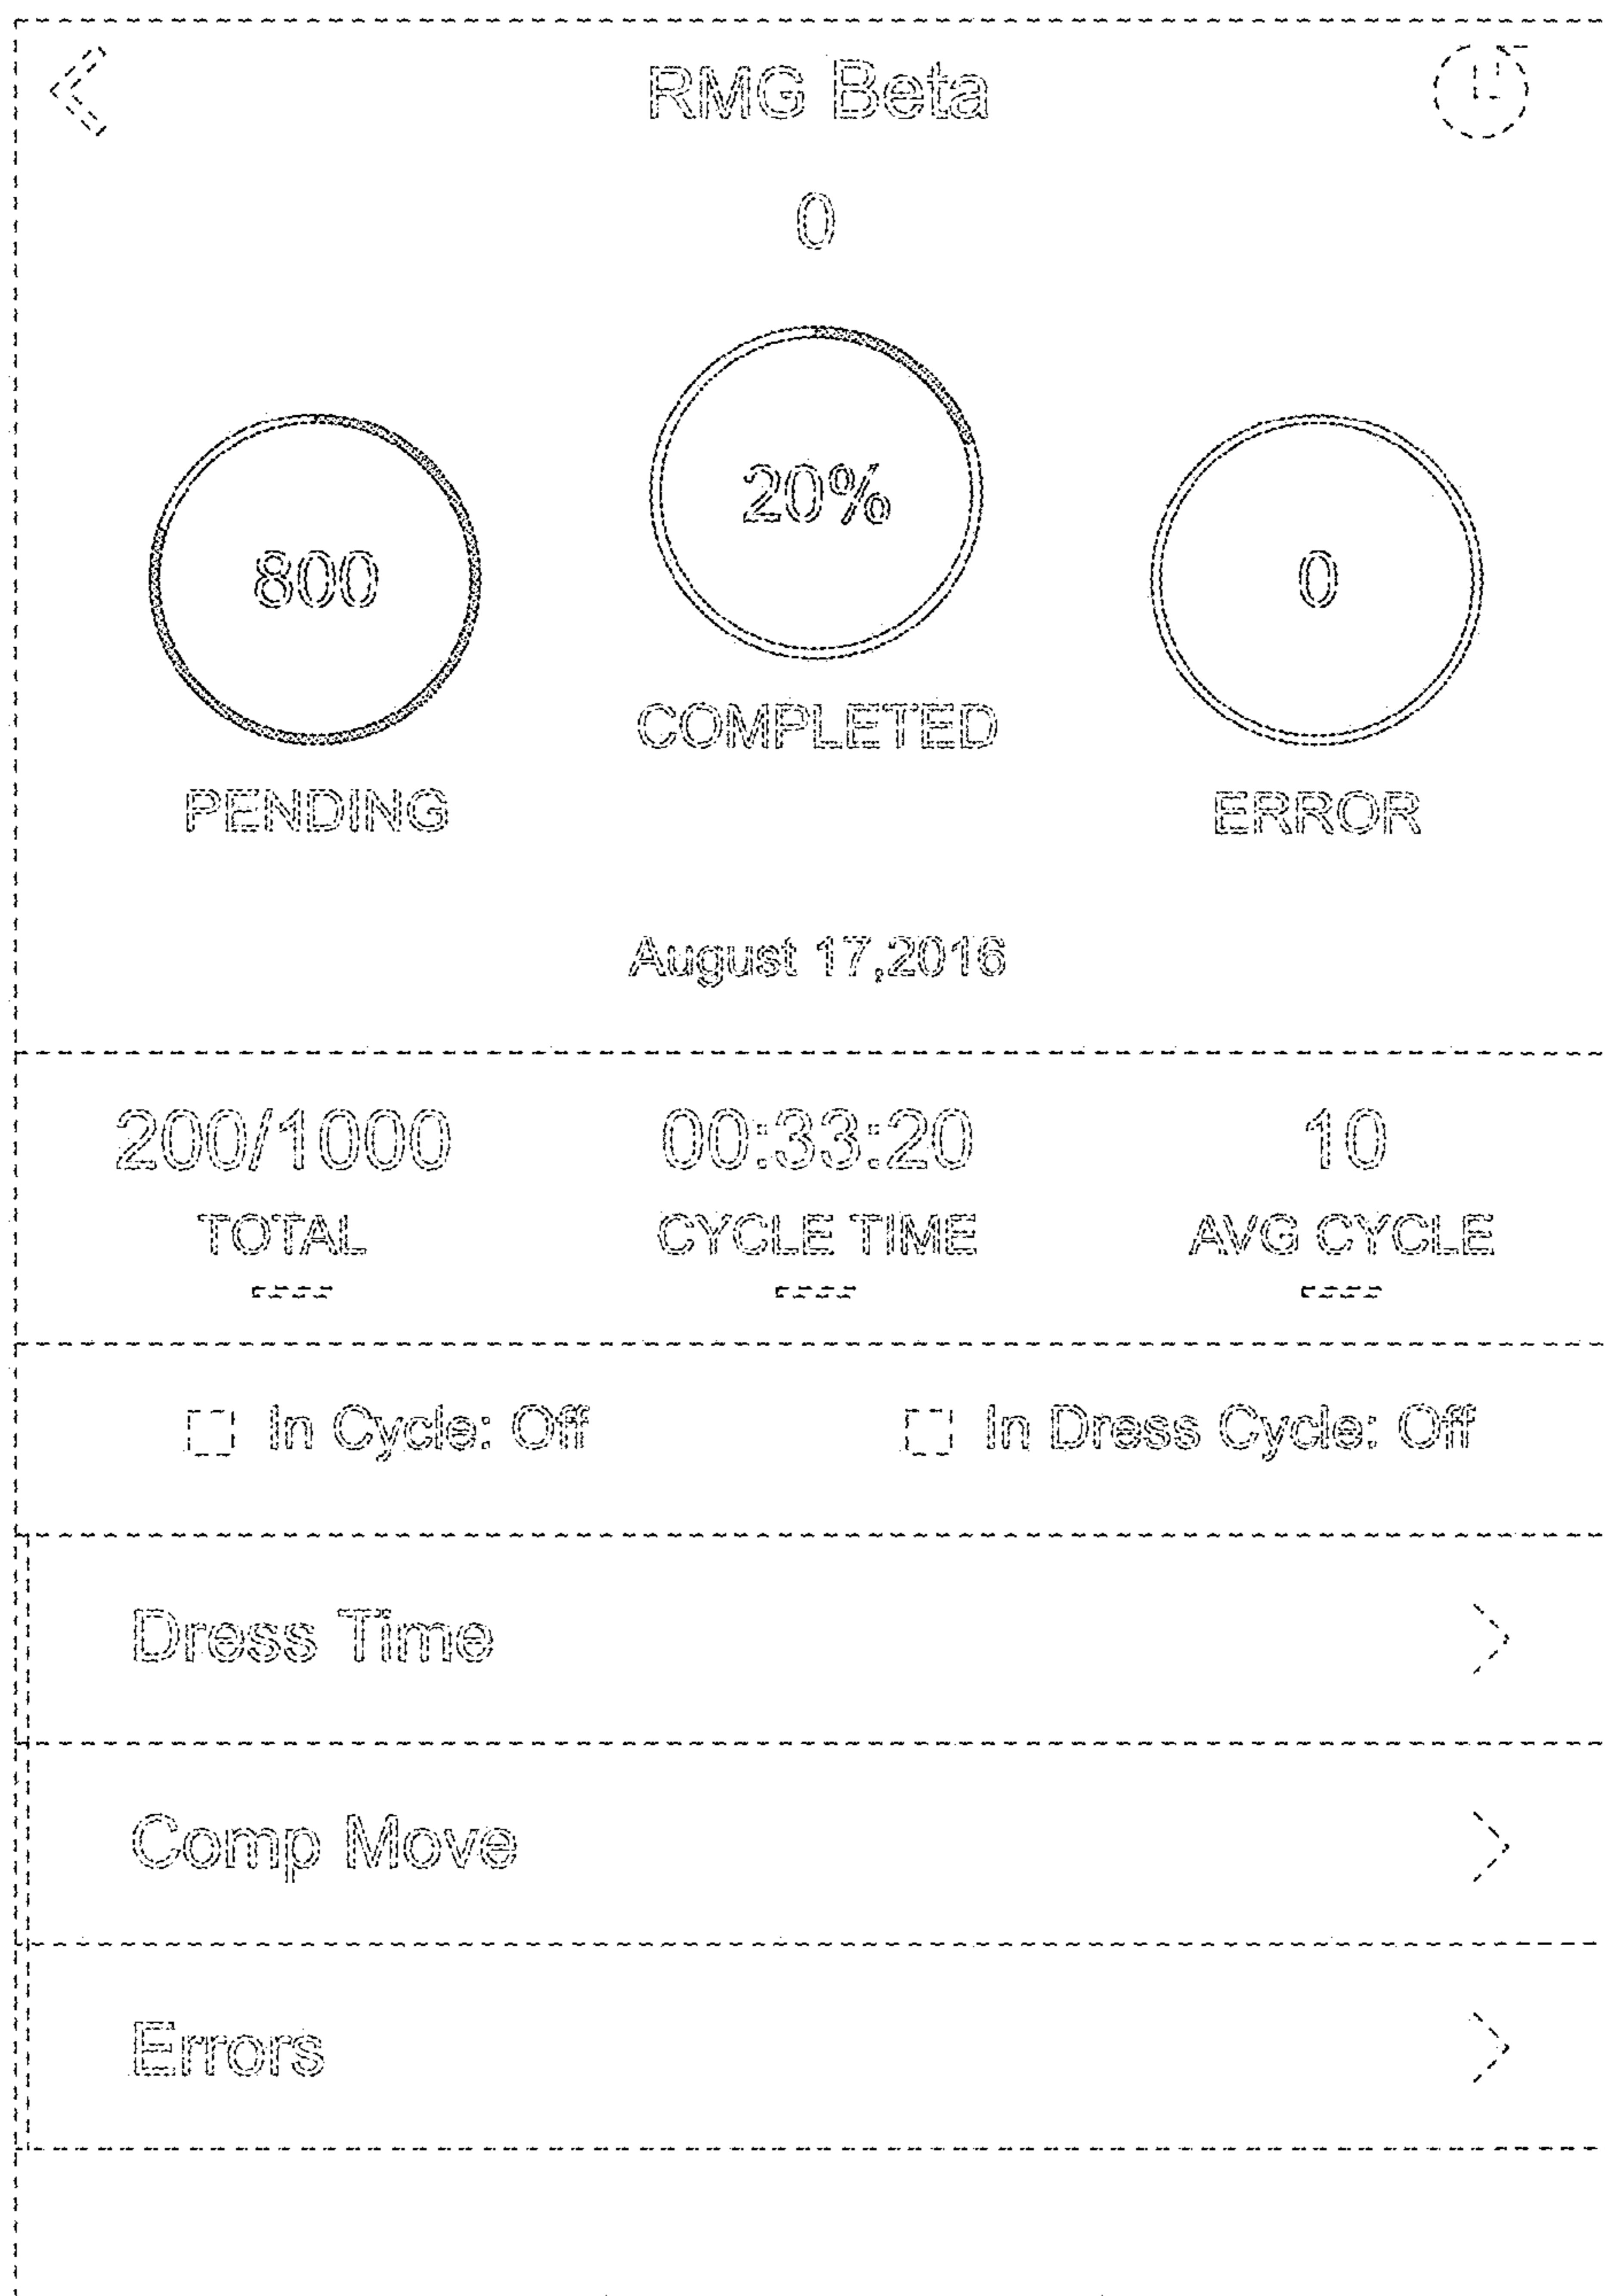 RMG Beta
0
800
20%
0
COMPLETED
PENDING
ERROR
August 17,2016
200/1000
00:33:20
10
TOTAL
CYCLE TIME
AVG CYCLE
In Cycle: Off
In Dress Cycle: Off
Dress Time
Comp Move
Errors